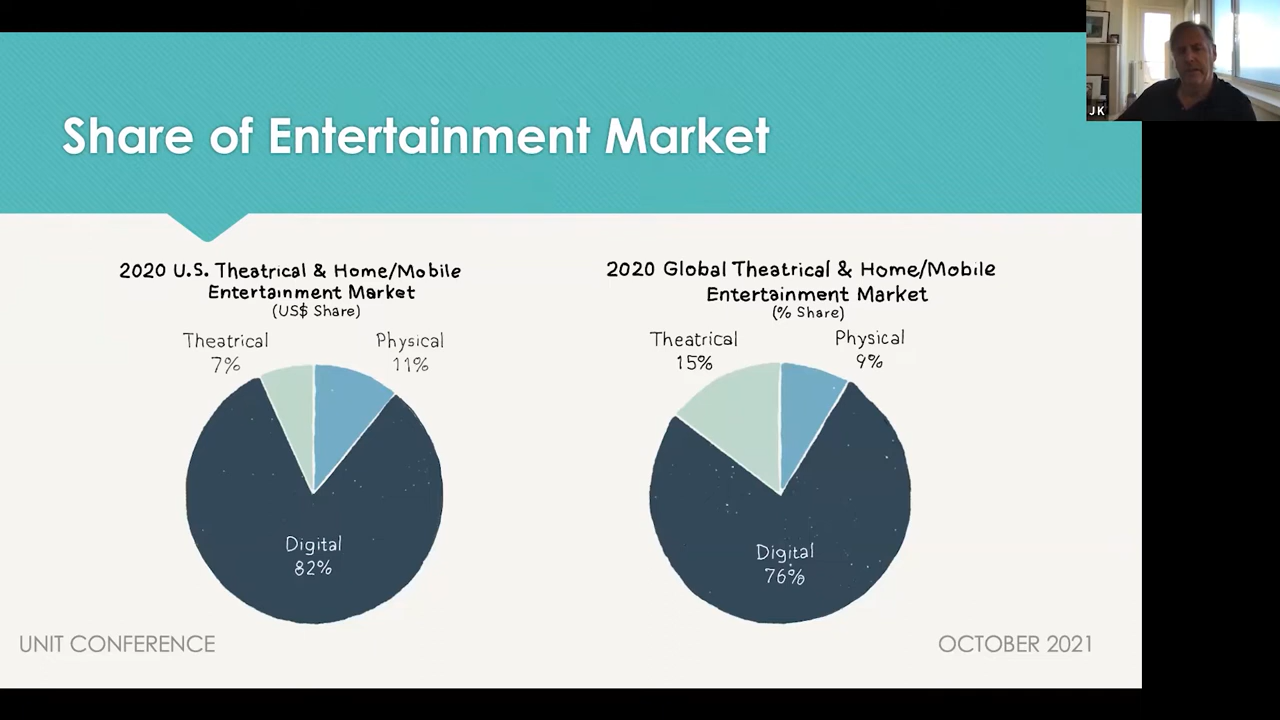 Share of Entertainment Market
JK
2020 U.S. Theatrical & Home/Mobile
Entertainment Market
(US$ Share)
Theatrical
7%
Physical
11%
Digital
82%
2020 Global Theatrical & Home/Mobile
Entertainment Market
(% Share)
Theatrical
15%
Physical
9%
Digital
76%
UNIT CONFERENCE
OCTOBER 2021